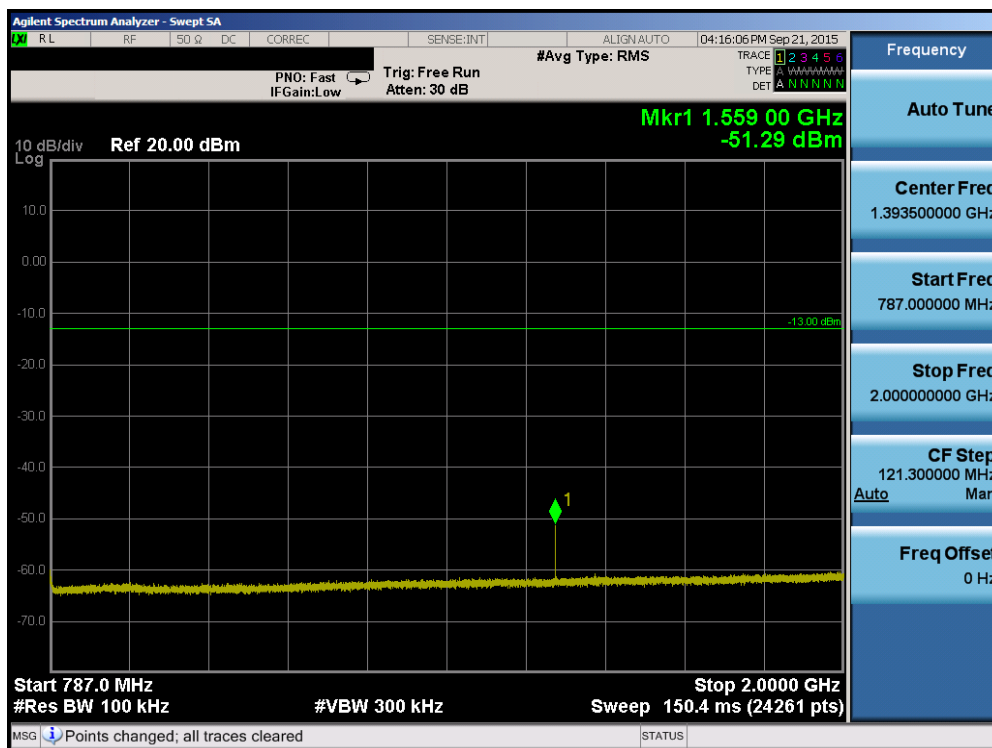 Agilent Spectrum Analyzer - Swept SA
LXI RL RF 50 Ω DC CORREC SENSE:INT ALIGN AUTO 04:16:06 PM Sep 21, 2015
PNO: Fast
IFGain:Low
Trig: Free Run
Atten: 30 dB
#Avg Type: RMS
TRACE 1 2 3 4 5 6
TYPE A WWWWW
DET A N N N N N
Mkr1 1.559 00 GHz
-51.29 dBm
10 dB/div
Log
Ref 20.00 dBm
10.0
0.00
-10.0
-13.00 dBm
-20.0
-30.0
-40.0
1
-50.0
-60.0
-70.0
Start 787.0 MHz
Stop 2.0000 GHz
#Res BW 100 kHz
#VBW 300 kHz
Sweep 150.4 ms (24261 pts)
MSG Points changed; all traces cleared
STATUS
Frequency
Auto Tune
Center Freq
1.393500000 GHz
Start Freq
787.000000 MHz
Stop Freq
2.000000000 GHz
CF Step
121.300000 MHz
Auto Man
Freq Offset
0 Hz